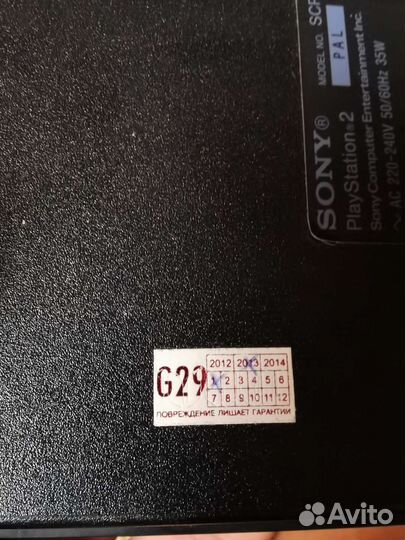 MODEL NO.
PAL
SONY®
PlayStation®2
Sony Computer Entertainment Inc.
~ AC 220-240V 50/60Hz 35W
G29
2012 2013 2014
1 2 3 4 5 6
7 8 9 10 11 12
ПОВРЕЖДЕНИЕ ЛИШАЕТ ГАРАНТИИ
Avito